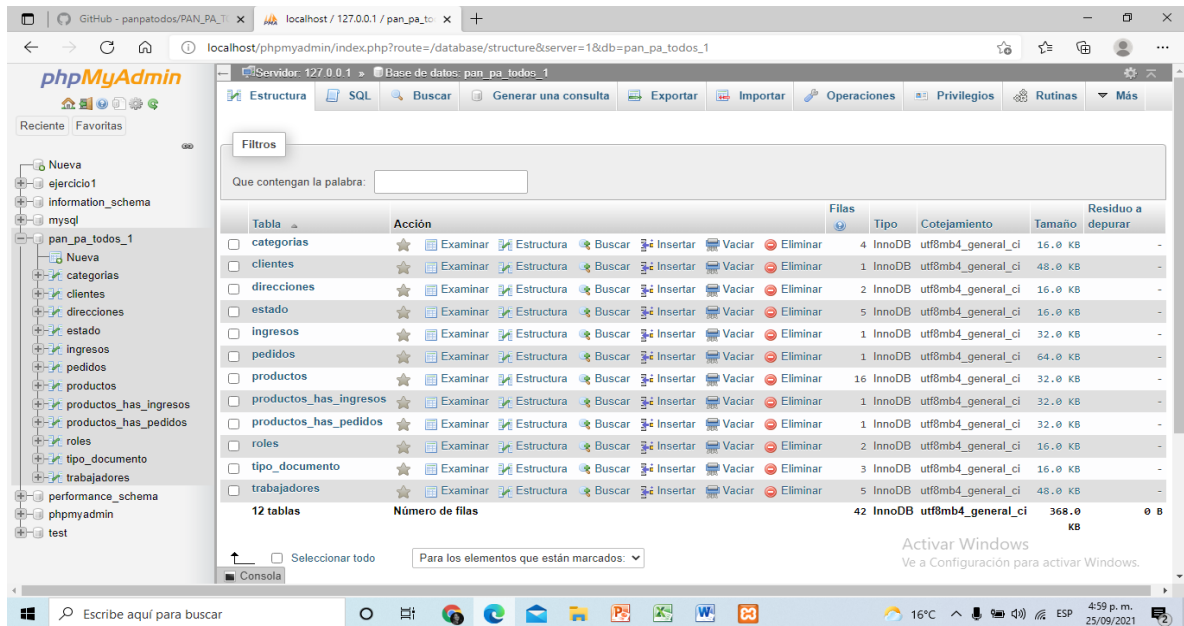 GitHub - panpatodos/PAN_PA_T
localhost / 127.0.0.1 / pan_pa_to
localhost/phpmyadmin/index.php?route=/database/structure&server=1&db=pan_pa_todos_1
phpMyAdmin
Reciente Favoritas
Nueva
ejercicio1
information_schema
mysql
pan_pa_todos_1
Nueva
categorias
clientes
direcciones
estado
ingresos
pedidos
productos
productos_has_ingresos
productos_has_pedidos
roles
tipo_documento
trabajadores
performance_schema
phpmyadmin
test
Servidor: 127.0.0.1 » Base de datos: pan_pa_todos_1
Estructura SQL Buscar Generar una consulta Exportar Importar Operaciones Privilegios Rutinas Más
Filtros
Que contengan la palabra:
Tabla Acción Filas Tipo Cotejamiento Tamaño Residuo a depurar
categorias Examinar Estructura Buscar Insertar Vaciar Eliminar 4 InnoDB utf8mb4_general_ci 16.0 KB -
clientes Examinar Estructura Buscar Insertar Vaciar Eliminar 1 InnoDB utf8mb4_general_ci 48.0 KB -
direcciones Examinar Estructura Buscar Insertar Vaciar Eliminar 2 InnoDB utf8mb4_general_ci 16.0 KB -
estado Examinar Estructura Buscar Insertar Vaciar Eliminar 5 InnoDB utf8mb4_general_ci 16.0 KB -
ingresos Examinar Estructura Buscar Insertar Vaciar Eliminar 1 InnoDB utf8mb4_general_ci 32.0 KB -
pedidos Examinar Estructura Buscar Insertar Vaciar Eliminar 1 InnoDB utf8mb4_general_ci 64.0 KB -
productos Examinar Estructura Buscar Insertar Vaciar Eliminar 16 InnoDB utf8mb4_general_ci 32.0 KB -
productos_has_ingresos Examinar Estructura Buscar Insertar Vaciar Eliminar 1 InnoDB utf8mb4_general_ci 32.0 KB -
productos_has_pedidos Examinar Estructura Buscar Insertar Vaciar Eliminar 1 InnoDB utf8mb4_general_ci 32.0 KB -
roles Examinar Estructura Buscar Insertar Vaciar Eliminar 2 InnoDB utf8mb4_general_ci 16.0 KB -
tipo_documento Examinar Estructura Buscar Insertar Vaciar Eliminar 3 InnoDB utf8mb4_general_ci 16.0 KB -
trabajadores Examinar Estructura Buscar Insertar Vaciar Eliminar 5 InnoDB utf8mb4_general_ci 48.0 KB -
12 tablas Número de filas 42 InnoDB utf8mb4_general_ci 368.0 KB 0 B
Seleccionar todo Para los elementos que están marcados:
Consola
Activar Windows
Ve a Configuración para activar Windows.
Escribe aquí para buscar
16°C ESP 4:59 p. m.
25/09/2021